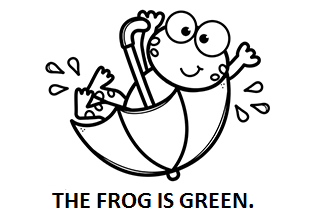 THE FROG IS GREEN.